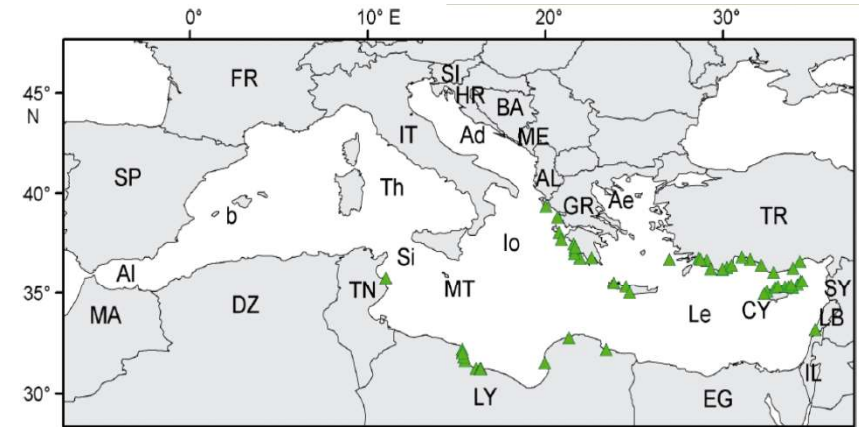 0° 10° E 20° 30°
45°
N
40°
35°
30°
FR
SI
HR
BA
IT
Ad
ME
SP
AL
Th
GR
Ae
TR
b
Io
Si
Al
TN
MT
SY
MA
DZ
Le
CY
LB
IL
LY
EG